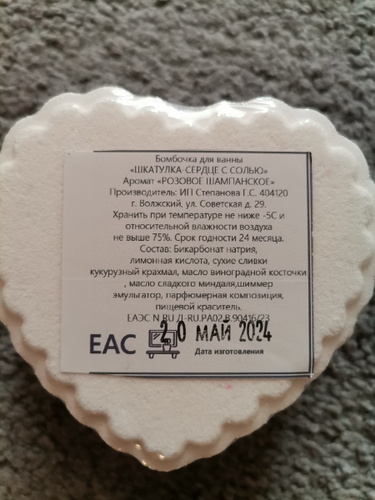 Бомбочка для ванны
«ШКАТУЛКА-СЕРДЦЕ С СОЛЬЮ»
Аромат «РОЗОВОЕ ШАМПАНСКОЕ»
Производитель: ИП Степанова Г.С. 404120
г. Волжский, ул. Советская д. 29.
Хранить при температуре не ниже -5С и
относительной влажности воздуха
не выше 75%. Срок годности 24 месяца.
Состав: Бикарбонат натрия,
лимонная кислота, сухие сливки
кукурузный крахмал, масло виноградной косточки
, масло сладкого миндаля,шиммер
эмульгатор, парфюмерная композиция,
пищевой краситель.
ЕАЭС N RU Д-RU.РА02.В.90416/23
20 МАЙ 2024
EAC
Дата изготовления